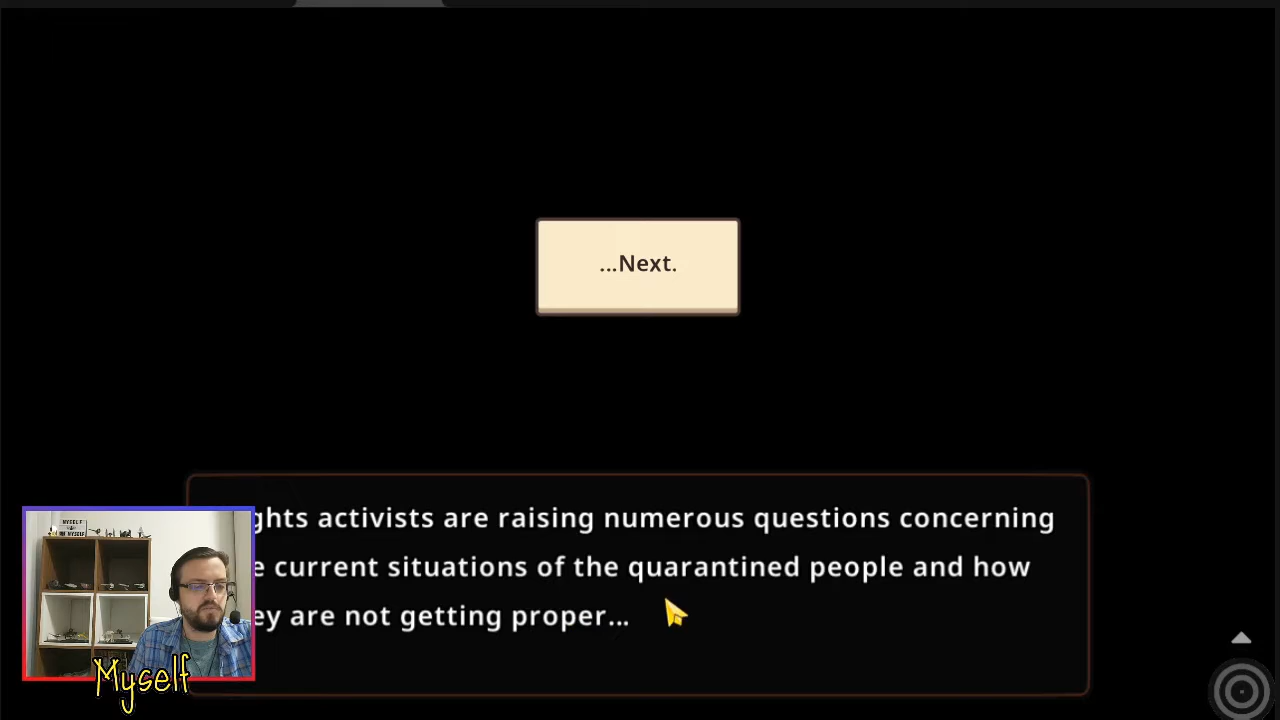 ...Next.
ghts activists are raising numerous questions concerning
e current situations of the quarantined people and how
ey are not getting proper...
MYSELF
Myself